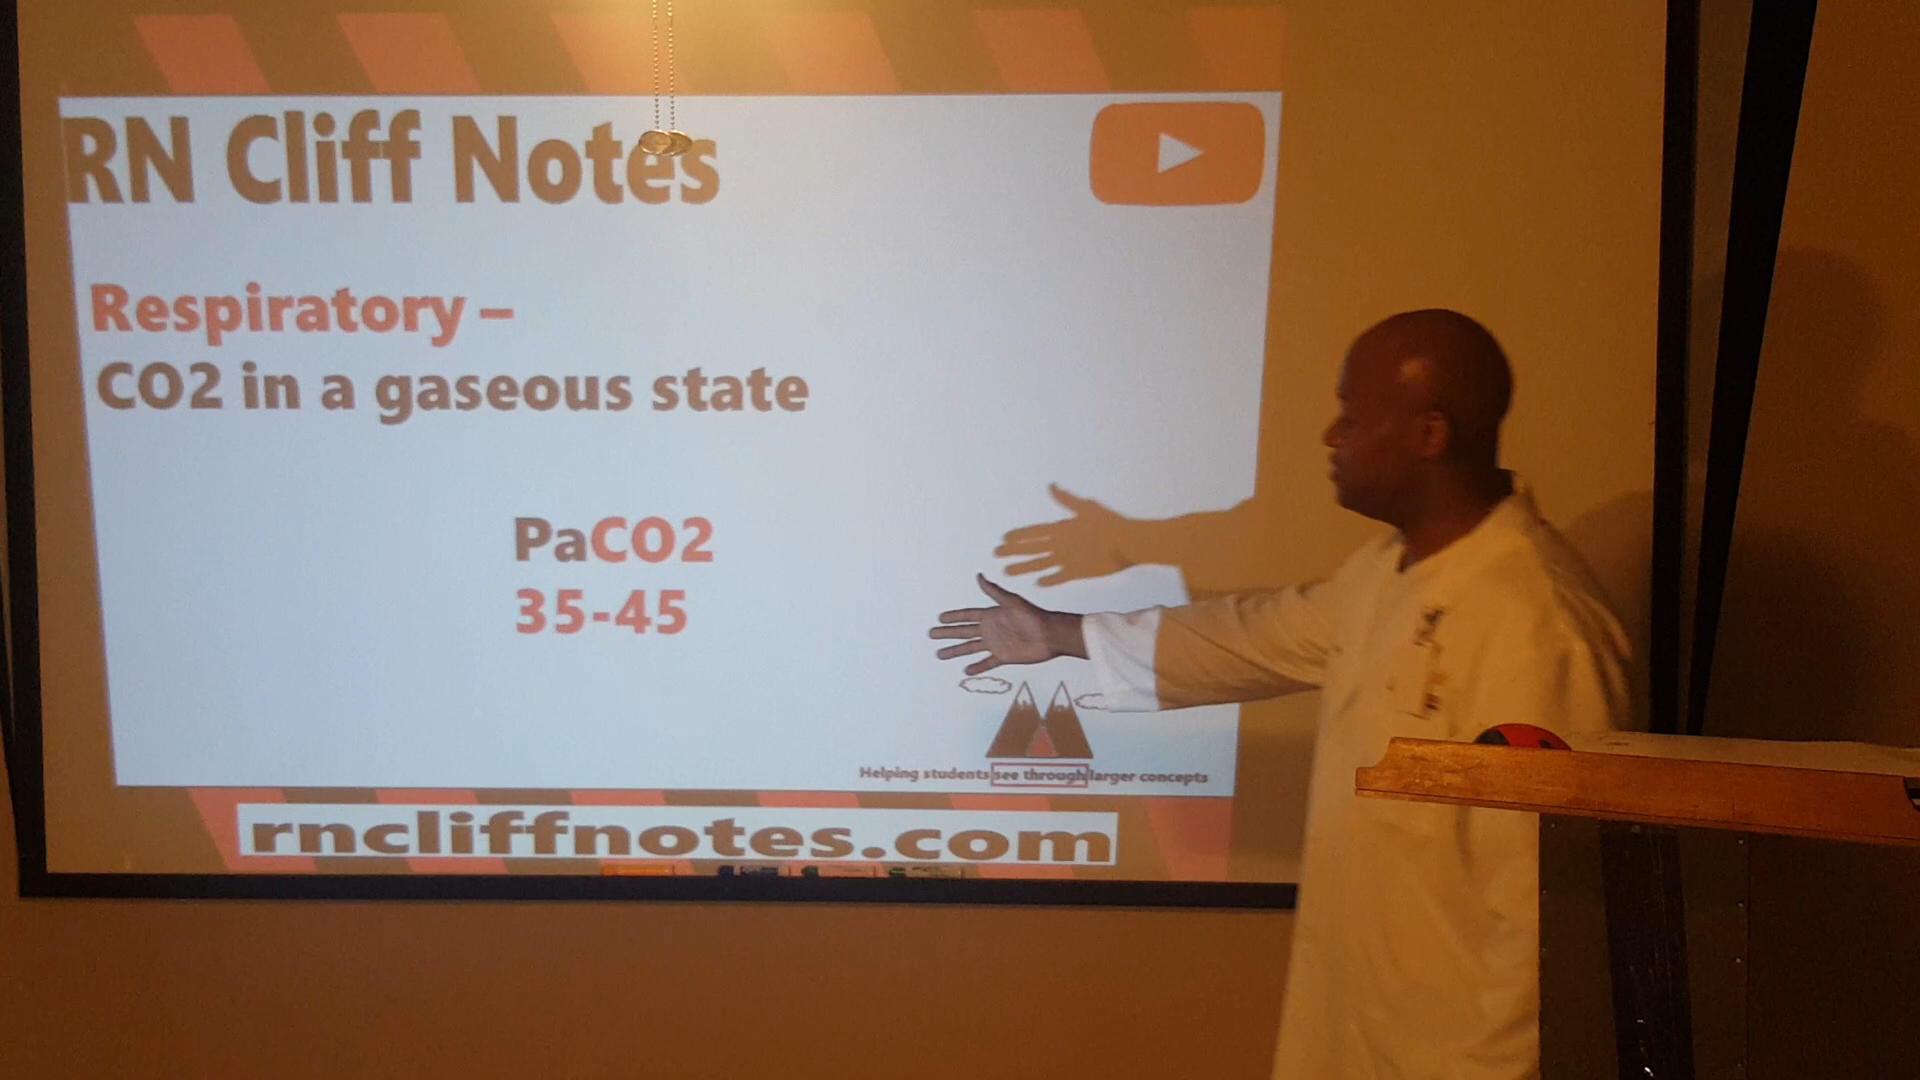 RN Cliff Notes
Respiratory –
CO2 in a gaseous state
PaCO2
35-45
Helping students see through larger concepts
rncliffnotes.com